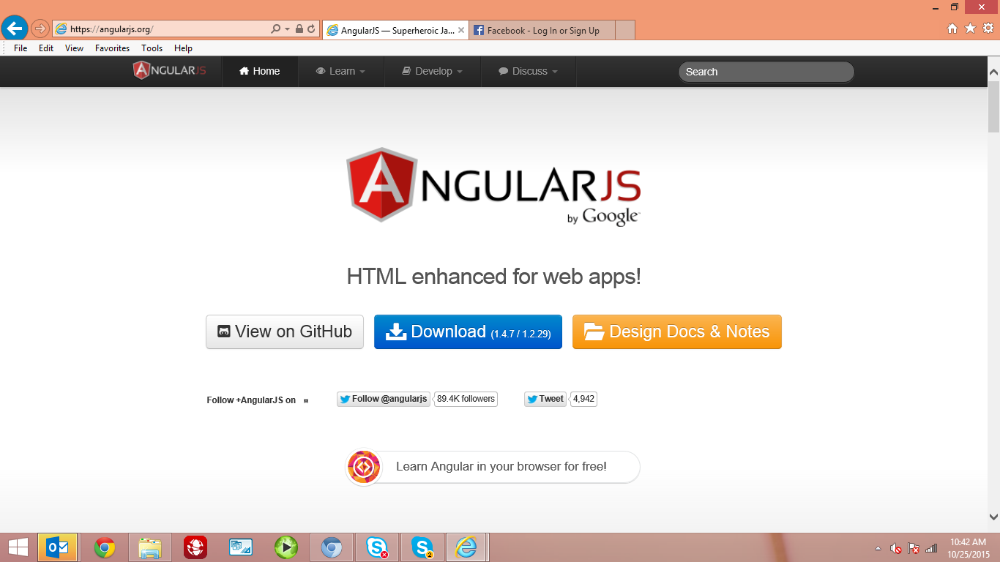 https://angularjs.org/
AngularJS — Superheroic Ja...
Facebook - Log In or Sign Up
File Edit View Favorites Tools Help
ANGULARJS Home Learn Develop Discuss Search
ANGULARJS
by Google™
HTML enhanced for web apps!
View on GitHub Download (1.4.7 / 1.2.29) Design Docs & Notes
Follow +AngularJS on Follow @angularjs 89.4K followers Tweet 4,942
Learn Angular in your browser for free!
2
10:42 AM
10/25/2015